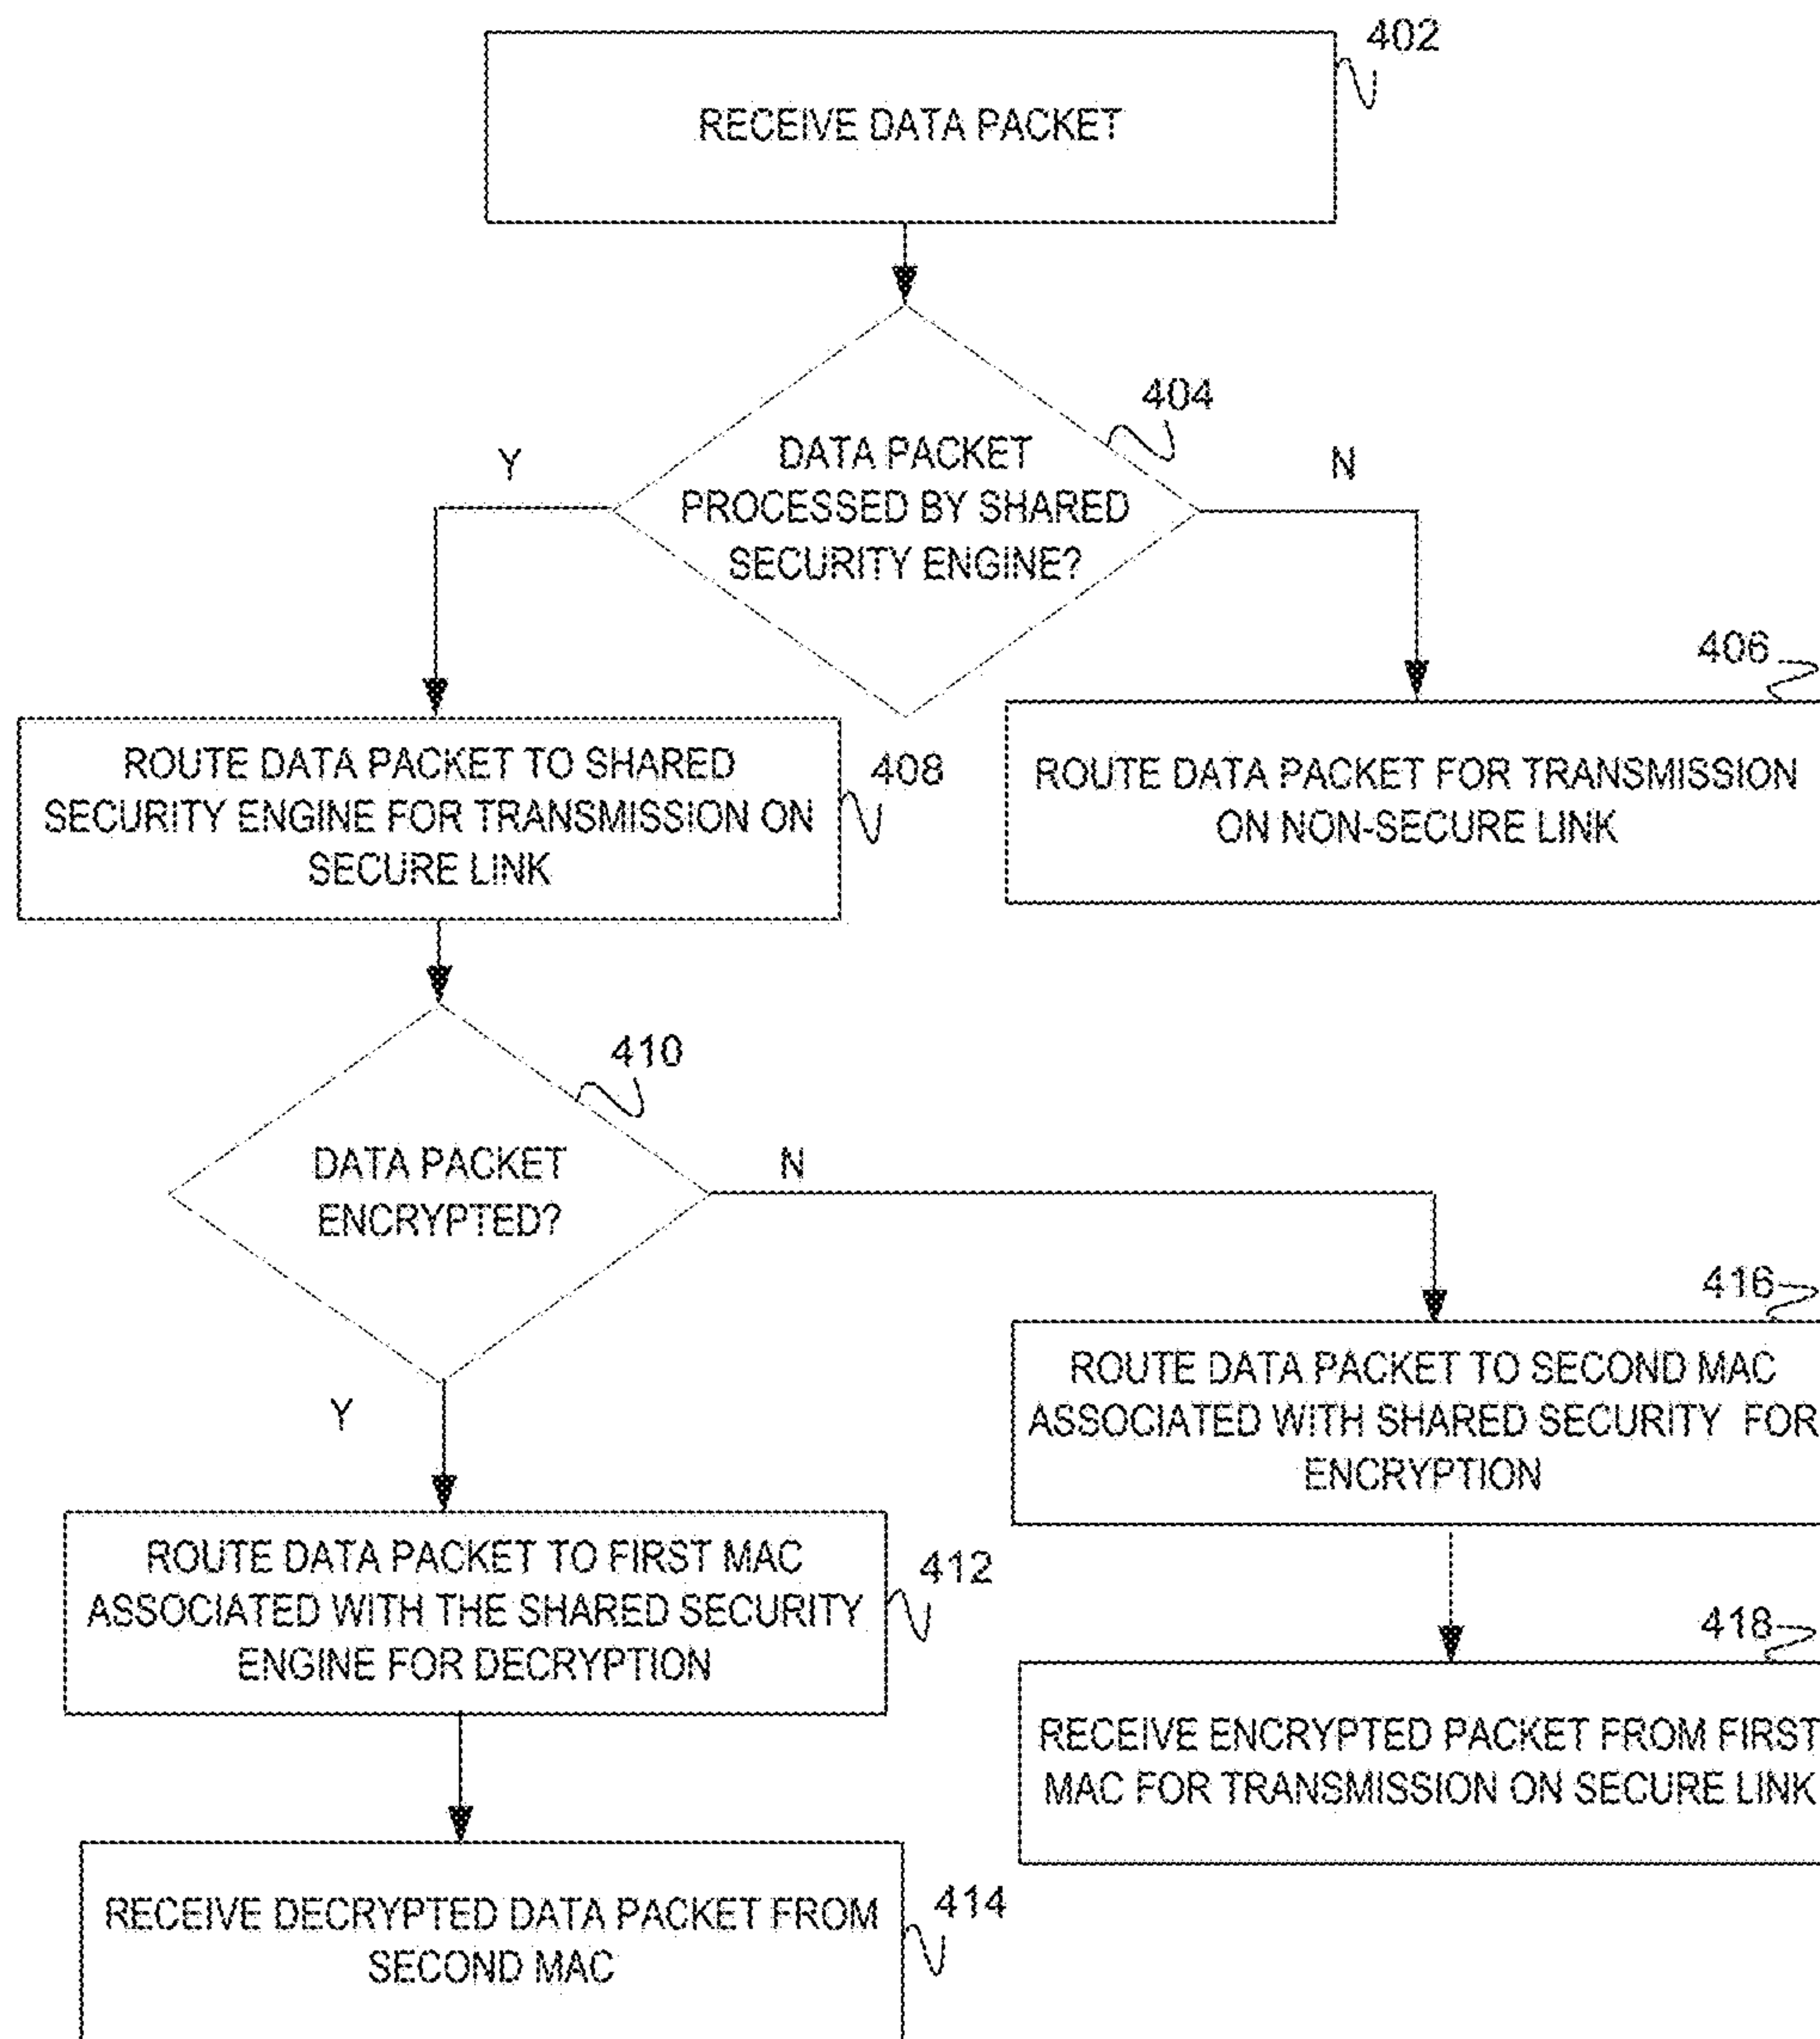 402
RECEIVE DATA PACKET
404
DATA PACKET
PROCESSED BY SHARED
SECURITY ENGINE?
Y
N
406
ROUTE DATA PACKET FOR TRANSMISSION
ON NON-SECURE LINK
408
ROUTE DATA PACKET TO SHARED
SECURITY ENGINE FOR TRANSMISSION ON
SECURE LINK
410
DATA PACKET
ENCRYPTED?
N
Y
416
ROUTE DATA PACKET TO SECOND MAC
ASSOCIATED WITH SHARED SECURITY FOR
ENCRYPTION
412
ROUTE DATA PACKET TO FIRST MAC
ASSOCIATED WITH THE SHARED SECURITY
ENGINE FOR DECRYPTION
418
RECEIVE ENCRYPTED PACKET FROM FIRST
MAC FOR TRANSMISSION ON SECURE LINK
414
RECEIVE DECRYPTED DATA PACKET FROM
SECOND MAC